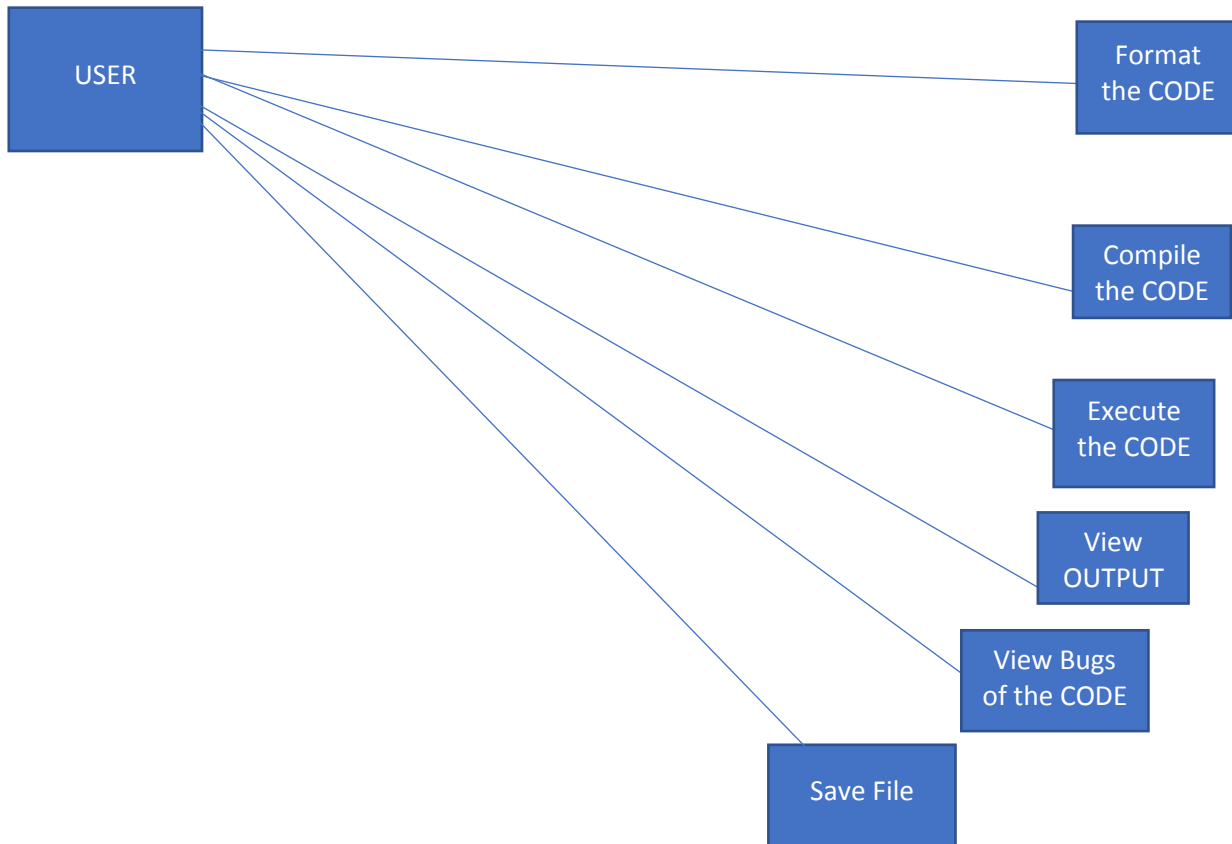 USER
Format
the CODE
Compile
the CODE
Execute
the CODE
View
OUTPUT
View Bugs
of the CODE
Save File